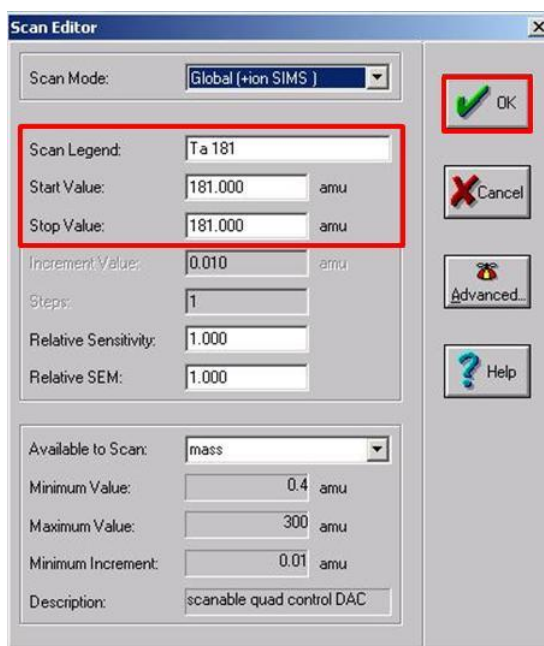 Scan Editor
Scan Mode: Global (+ion SIMS )
Scan Legend: Ta 181
Start Value: 181.000 amu
Stop Value: 181.000 amu
Increment Value: 0.010 amu
Steps: 1
Relative Sensitivity: 1.000
Relative SEM: 1.000
Available to Scan: mass
Minimum Value: 0.4 amu
Maximum Value: 300 amu
Minimum Increment: 0.01 amu
Description: scanable quad control DAC
OK
Cancel
Advanced...
Help